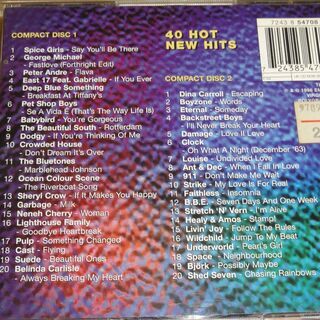 COMPACT DISC 1
1 Spice Girls - Say You'll Be There
2 George Michael
- Fastlove (Forthright Edit)
3 Peter Andre - Flava
4 East 17 Feat. Gabrielle - If You Ever
5 Deep Blue Something
- Breakfast At Tiffany's
6 Pet Shop Boys
- Se A Vida É (That's The Way Life Is)
7 Babybird - You're Gorgeous
8 The Beautiful South - Rotterdam
9 Dodgy - If You're Thinking Of Me
10 Crowded House
- Don't Dream It's Over
11 The Bluetones
- Marblehead Johnson
12 Ocean Colour Scene
- The Riverboat Song
13 Sheryl Crow - If It Makes You Happy
14 Garbage - Milk
15 Neneh Cherry - Woman
16 Lighthouse Family
- Goodbye Heartbreak
17 Pulp - Something Changed
18 Cast - Flying
19 Suede - Beautiful Ones
20 Belinda Carlisle
- Always Breaking My Heart
40 HOT
NEW HITS
COMPACT DISC 2
1 Dina Carroll - Escaping
2 Boyzone - Words
3 Eternal - Someday
4 Backstreet Boys
- I'll Never Break Your Heart
5 Damage - Love II Love
6 Clock
- Oh What A Night (December '63)
7 Louise - Undivided Love
8 Ant & Dec - When I Fall In Love
9 911 - Don't Make Me Wait
10 Strike - My Love Is For Real
11 Faithless - Insomnia
12 B.B.E. - Seven Days And One Week
13 Stretch 'N' Vern - I'm Alive
14 Healy & Amos - Stamp!
15 Livin' Joy - Follow The Rules
16 Wildchild - Jump To My Beat
17 Underworld - Pearl's Girl
18 Space - Neighbourhood
19 Björk - Possibly Maybe
20 Shed Seven - Chasing Rainbows
7243 8 54708